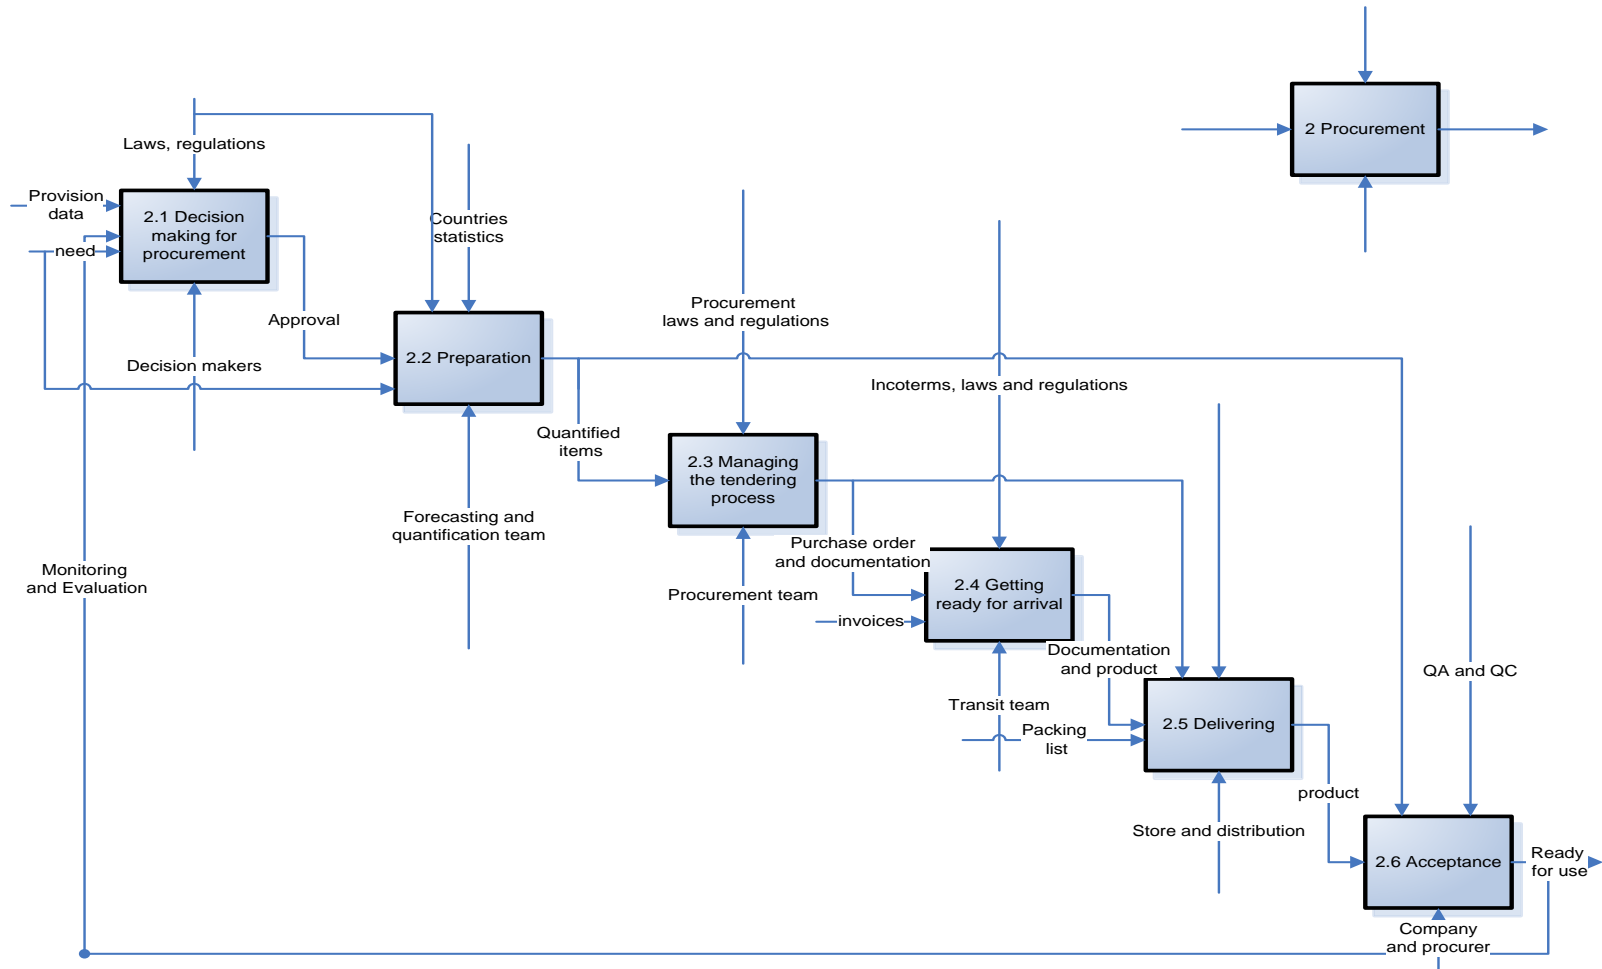 2 Procurement
Laws, regulations
Provision
data
2.1 Decision
making for
procurement
need
Countries
statistics
Approval
Decision makers
2.2 Preparation
Procurement
laws and regulations
Incoterms, laws and regulations
Quantified
items
2.3 Managing
the tendering
process
Forecasting and
quantification team
Purchase order
and documentation
Monitoring
and Evaluation
Procurement team
2.4 Getting
ready for arrival
invoices
Documentation
and product
QA and QC
Transit team
Packing
list
2.5 Delivering
product
Store and distribution
2.6 Acceptance
Ready
for use
Company
and procurer